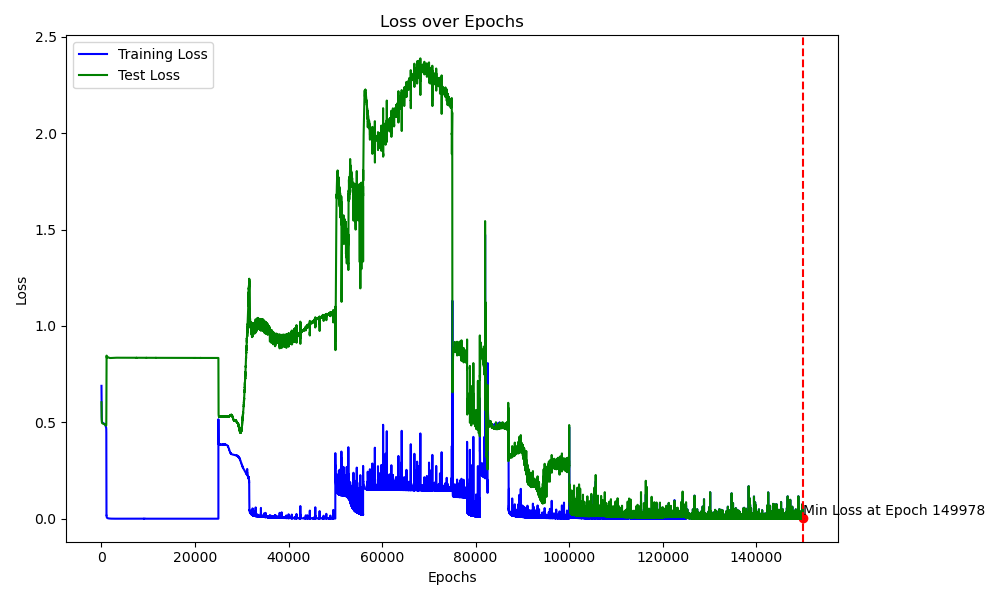 Loss over Epochs
Training Loss
Test Loss
2.5
2.0
1.5
1.0
0.5
0.0
Loss
Min Loss at Epoch 149978
0
20000
40000
60000
80000
100000
120000
140000
Epochs